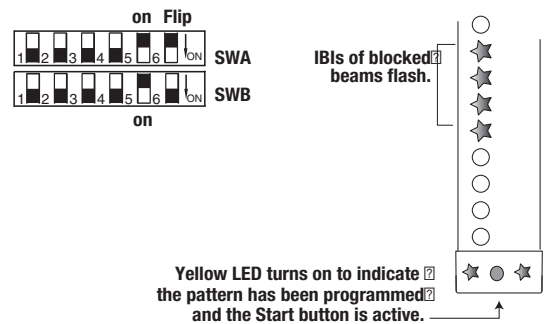 on Flip
1 2 3 4 5 6 ON SWA
1 2 3 4 5 6 ON SWB
on
IBIs of blocked
beams flash.
Yellow LED turns on to indicate
the pattern has been programmed
and the Start button is active.